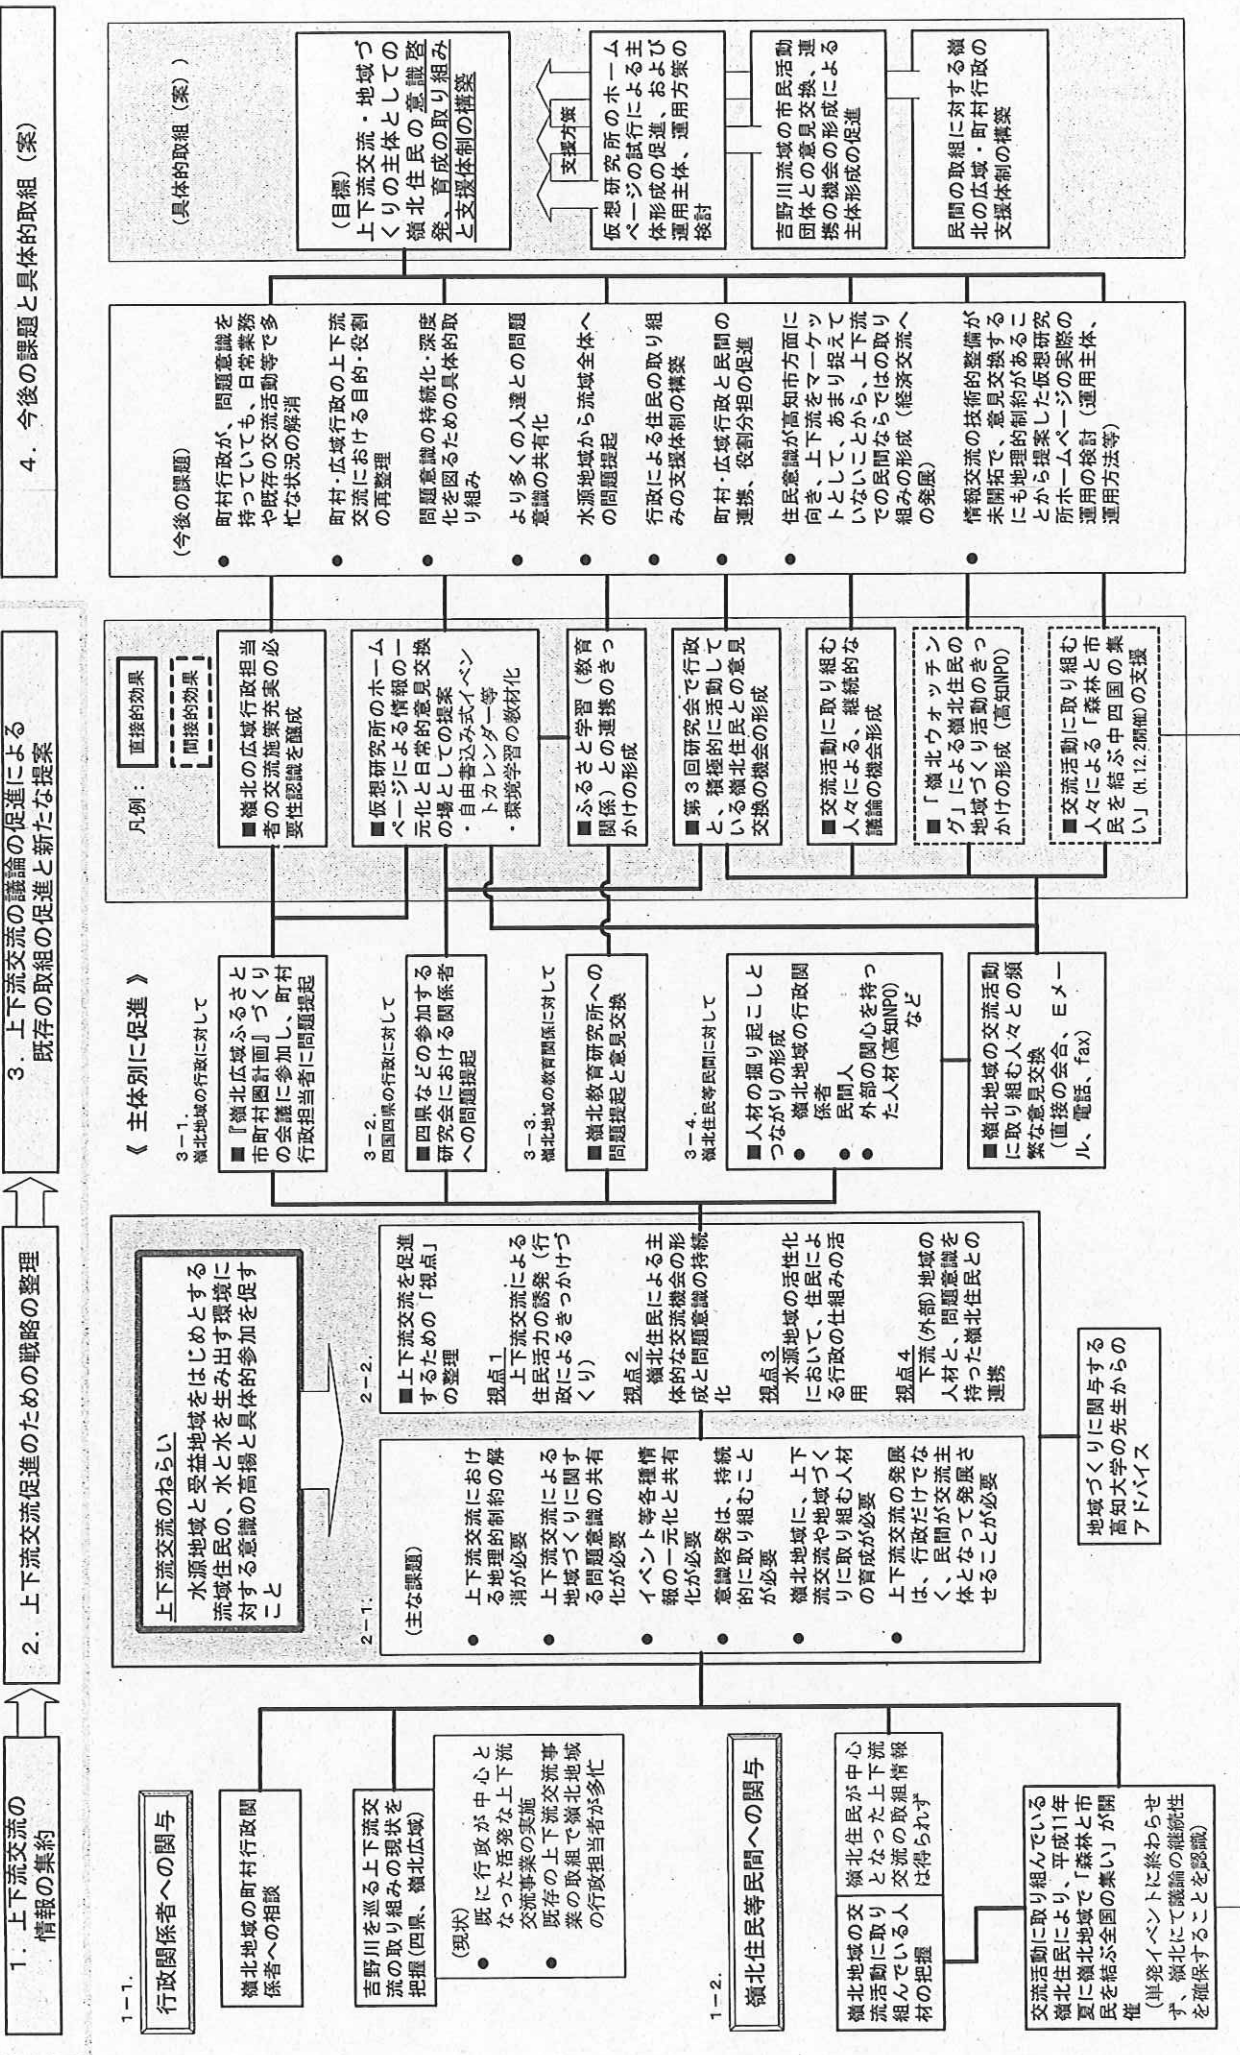 1. 上下流交流の
情報の集約
2. 上下流交流促進のための戦略の整理
3. 上下流交流の議論の促進による
既存の取組の促進と新たな提案
4. 今後の課題と具体的取組（案）
1-1.
行政関係者への関与
嶺北地域の町村行政関
係者への相談
吉野川を巡る上下流交
流の取り組みの現状を
把握(四県、嶺北広域)
(現状)
● 既に行政が中心と
なった活発な上下流
交流事業の実施
● 既存の上下流交流事
業の取組で嶺北地域
の行政担当者が多忙
1-2.
嶺北住民等民間への関与
嶺北地域の交
流活動に取り
組んでいる人
材の把握
嶺北住民が中心
となった上下流
交流の取組情報
は得られず
交流活動に取り組んでいる
嶺北住民により、平成11年
夏に嶺北地域で「森林と市
民を結ぶ全国の集い」が開
催
(単発イベントに終わらせ
ず、嶺北にて議論の継続性
を確保することを認識)
上下流交流のねらい
水源地域と受益地域をはじめとする
流域住民の、水と水を生み出す環境に
対する意識の高揚と具体的参加を促す
こと
2-1.
(主な課題)
● 上下流交流におけ
る地理的制約の解
消が必要
● 上下流交流による
地域づくりに関す
る問題意識の共有
化が必要
● イベント等各種情
報の一元化と共有
化が必要
● 意識啓発は、持続
的に取り組むこと
が必要
● 嶺北地域に、上下
流交流や地域づく
りに取り組む人材
の育成が必要
● 上下流交流の発展
は、行政だけでな
く、民間が交流主
体となって発展さ
せることが必要
2-2.
■上下流交流を促進
するための「視点」
の整理
視点1
上下流交流による
住民活力の誘発（行
政によるきっかけづ
くり）
視点2
嶺北住民による主
体的な交流機会の形
成と問題意識の持続
化
視点3
水源地域の活性化
において、住民によ
る行政の仕組みの活
用
視点4
下流(外部)地域の
人材と、問題意識を
持った嶺北住民との
連携
地域づくりに関与する
高知大学の先生からの
アドバイス
《 主体別に促進 》
3-1.
嶺北地域の行政に対して
■『嶺北広域ふるさと
市町村圏計画』づくり
の会議に参加し、町村
行政担当者に問題提起
3-2.
四国四県の行政に対して
■四県などの参加する
研究会における関係者
への問題提起
3-3.
嶺北地域の教育関係に対して
■嶺北教育研究所への
問題提起と意見交換
3-4.
嶺北住民等民間に対して
■人材の掘り起こしと
つながりの形成
● 嶺北地域の行政関
係者
● 民間人
● 外部の関心を持っ
た人材(高知NPO)
など
■嶺北地域の交流活動
に取り組む人々との頻
繁な意見交換
（直接の会合、Eメー
ル、電話、fax）
凡例：
直接的効果
間接的効果
■嶺北の広域行政担当
者の交流施策充実の必
要性認識を醸成
■仮想研究所のホーム
ページによる情報の一
元化と日常的意見交換
の場としての提案
・自由書込み式イベン
トカレンダー等
・環境学習の教材化
■ふるさと学習（教育
関係）との連携のきっ
かけの形成
■第3回研究会で行政
と、積極的に活動して
いる嶺北住民との意見
交換の機会の形成
■交流活動に取り組む
人々による、継続的な
議論の機会形成
■「嶺北ウォッチン
グ」による嶺北住民の
地域づくり活動のきっ
かけの形成（高知NPO）
■交流活動に取り組む
人々による「森林と市
民を結ぶ中四国の集
い」(H.12.2開催)の支援
(今後の課題)
● 町村行政が、問題意識を
持っていても、日常業務
や既存の交流活動等で多
忙な状況の解消
● 町村・広域行政の上下流
交流における目的・役割
の再整理
● 問題意識の持続化・深度
化を図るための具体的取
り組み
● より多くの人達との問題
意識の共有化
● 水源地域から流域全体へ
の問題提起
● 行政による住民の取り組
みの支援体制の構築
● 町村・広域行政と民間の
連携、役割分担の促進
● 住民意識が高知市方面に
向き、上下流をマーケッ
トとして、あまり捉えて
いないことから、上下流
での民間ならではの取り
組みの形成（経済交流へ
の発展）
● 情報交流の技術的整備が
未開拓で、意見交換する
にも地理的制約があるこ
とから提案した仮想研究
所ホームページの実際の
運用の検討（運用主体、
運用方法等）
(具体的取組（案）)
(目標)
上下流交流・地域づ
くりの主体としての
嶺北住民の意識啓
発、育成の取り組み
と支援体制の構築
支援方策
仮想研究所のホーム
ページの試行による主
体形成の促進、および
運用主体、運用方策の
検討
吉野川流域の市民活動
団体との意見交換、連
携の機会の形成による
主体形成の促進
民間の取組に対する嶺
北の広域・町村行政の
支援体制の構築